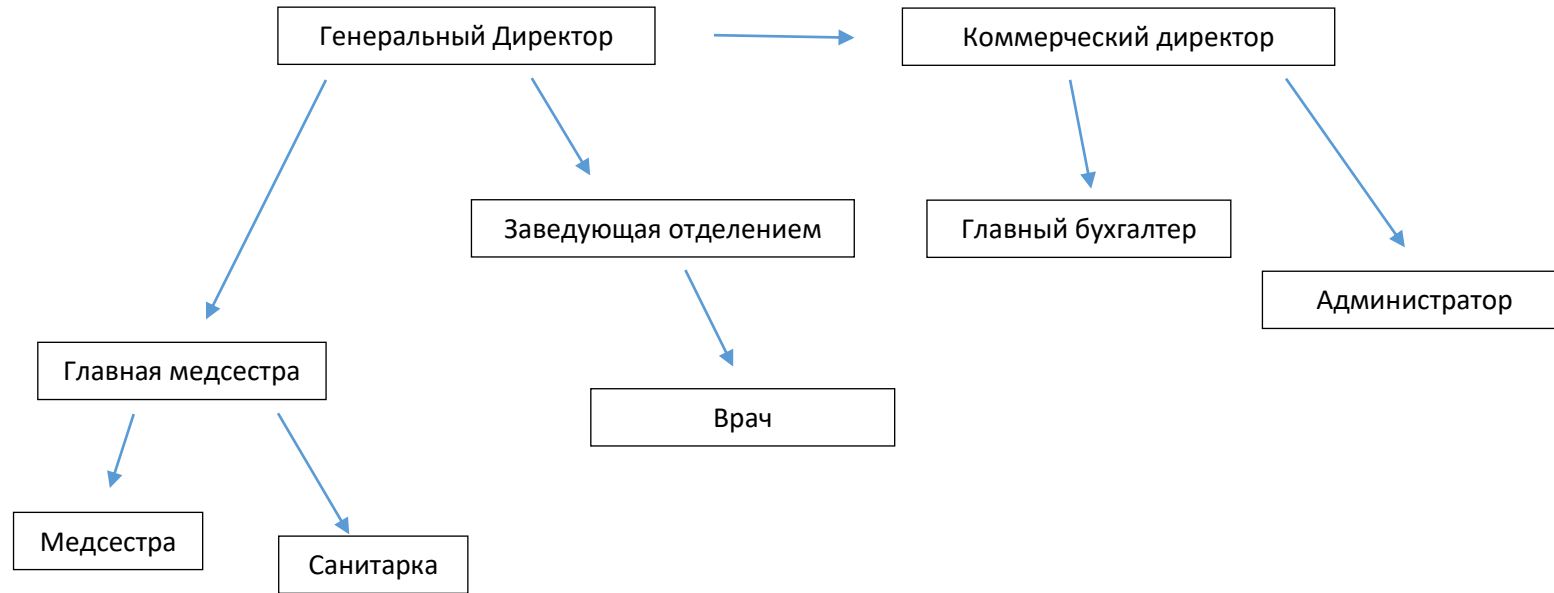 Генеральный Директор
Коммерческий директор
Заведующая отделением
Главный бухгалтер
Администратор
Главная медсестра
Врач
Медсестра
Санитарка